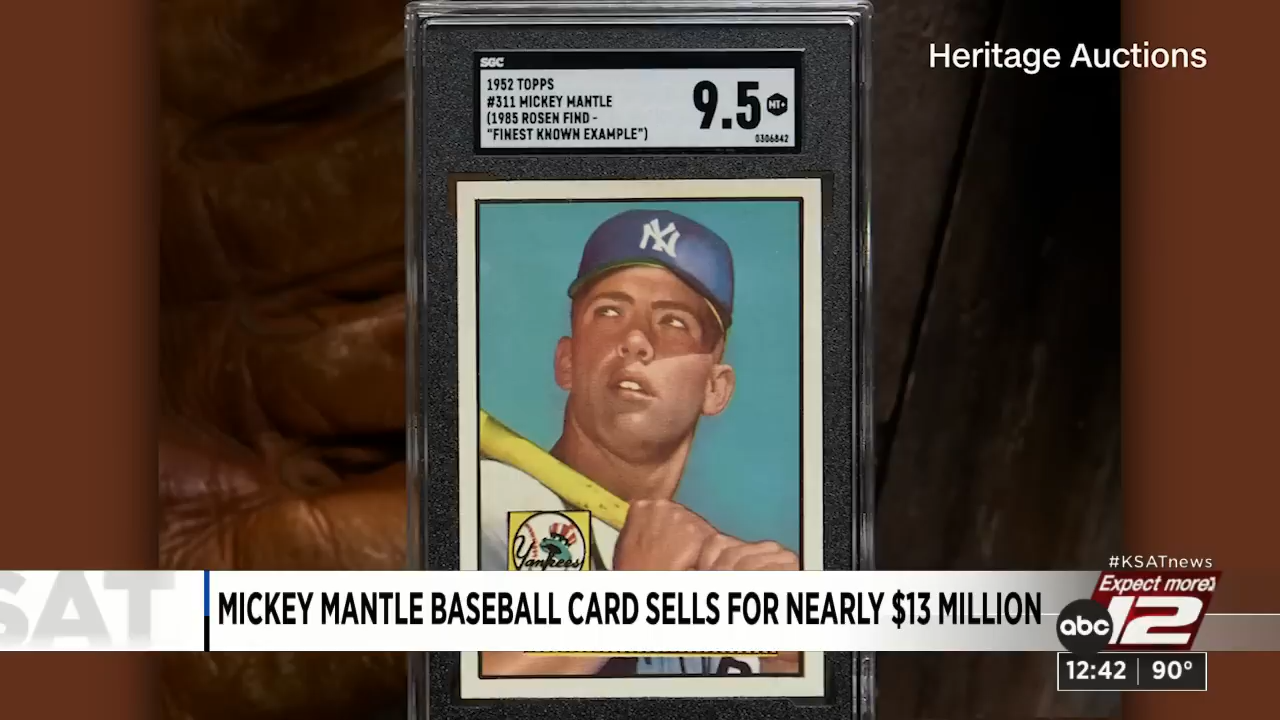 Heritage Auctions
SGC
1952 TOPPS
#311 MICKEY MANTLE
(1985 ROSEN FIND -
"FINEST KNOWN EXAMPLE")
9.5
MT+
0306842
NY
Yankees
#KSATnews
SAT
MICKEY MANTLE BASEBALL CARD SELLS FOR NEARLY $13 MILLION
Expect more!
abc 12
12:42 90°